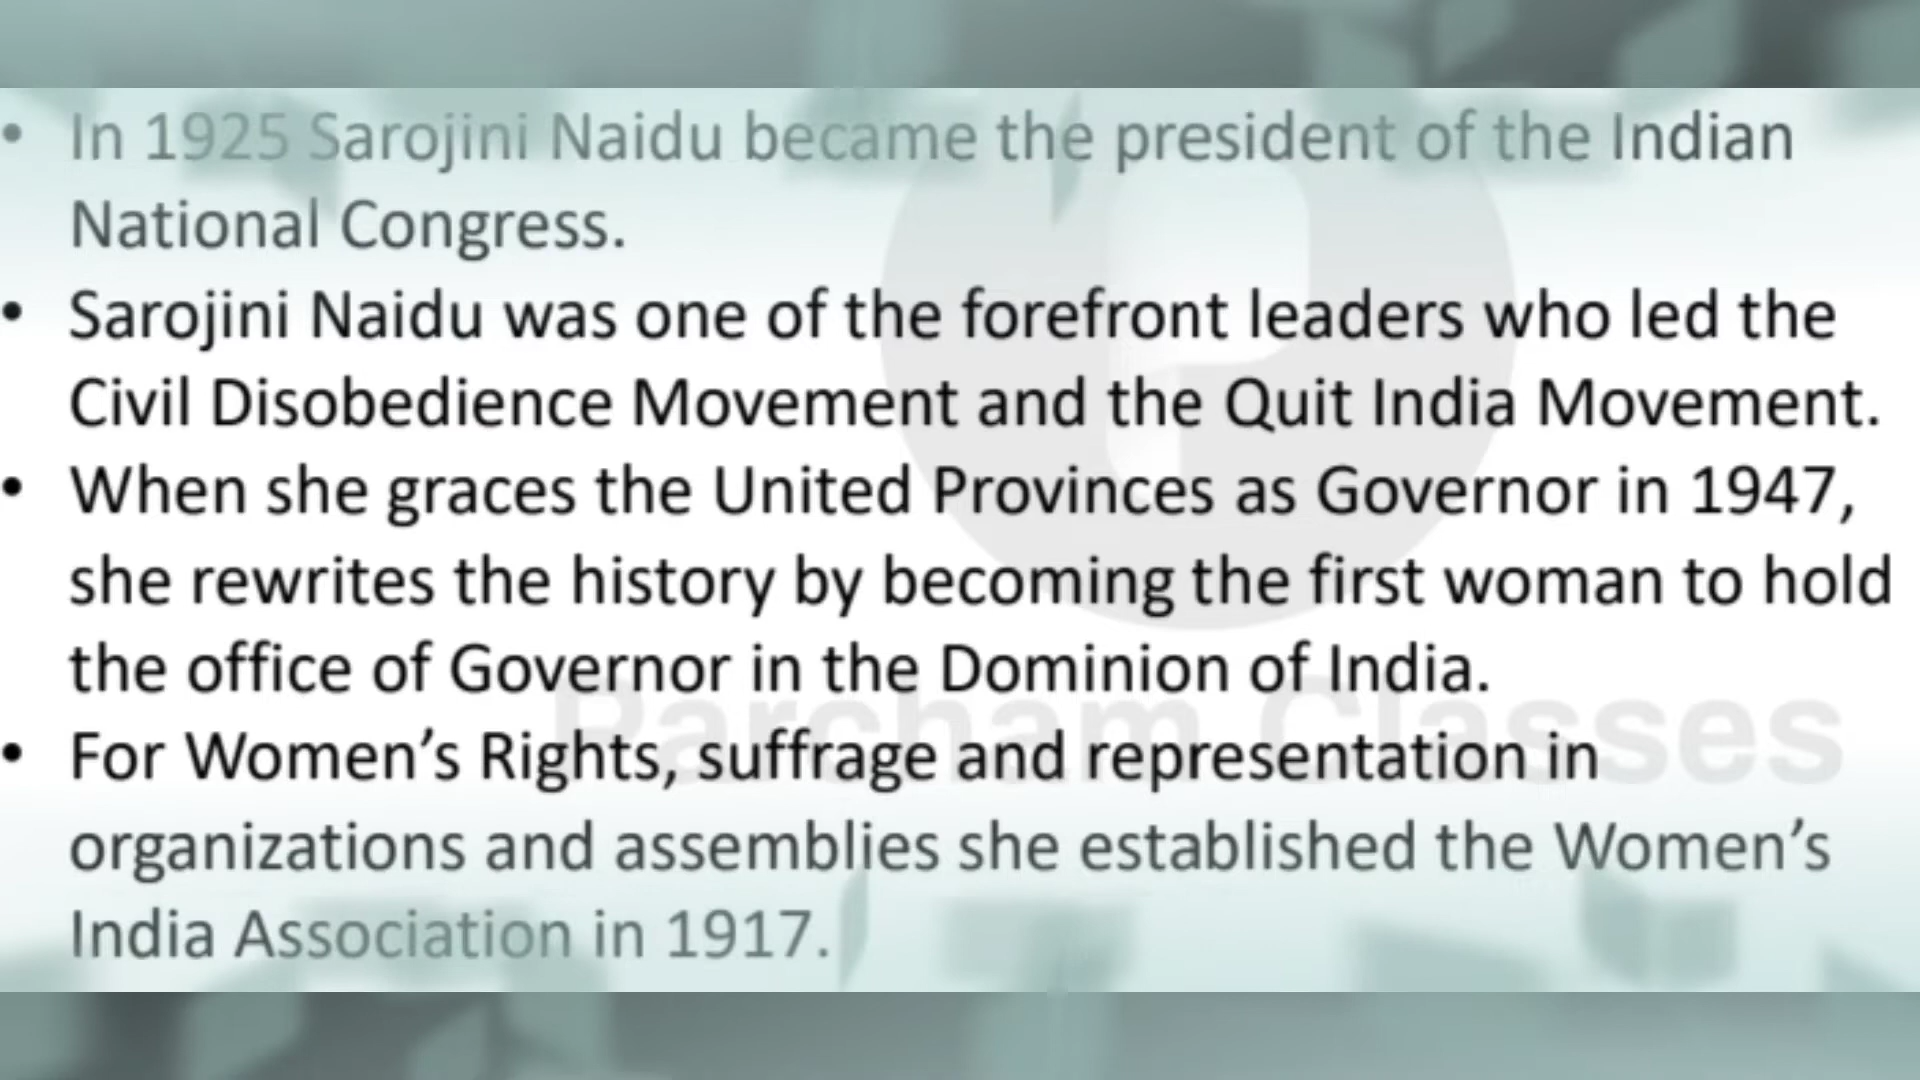 • In 1925 Sarojini Naidu became the president of the Indian
National Congress.
• Sarojini Naidu was one of the forefront leaders who led the
Civil Disobedience Movement and the Quit India Movement.
• When she graces the United Provinces as Governor in 1947,
she rewrites the history by becoming the first woman to hold
the office of Governor in the Dominion of India.
Parcham Classes
• For Women’s Rights, suffrage and representation in
organizations and assemblies she established the Women’s
India Association in 1917.